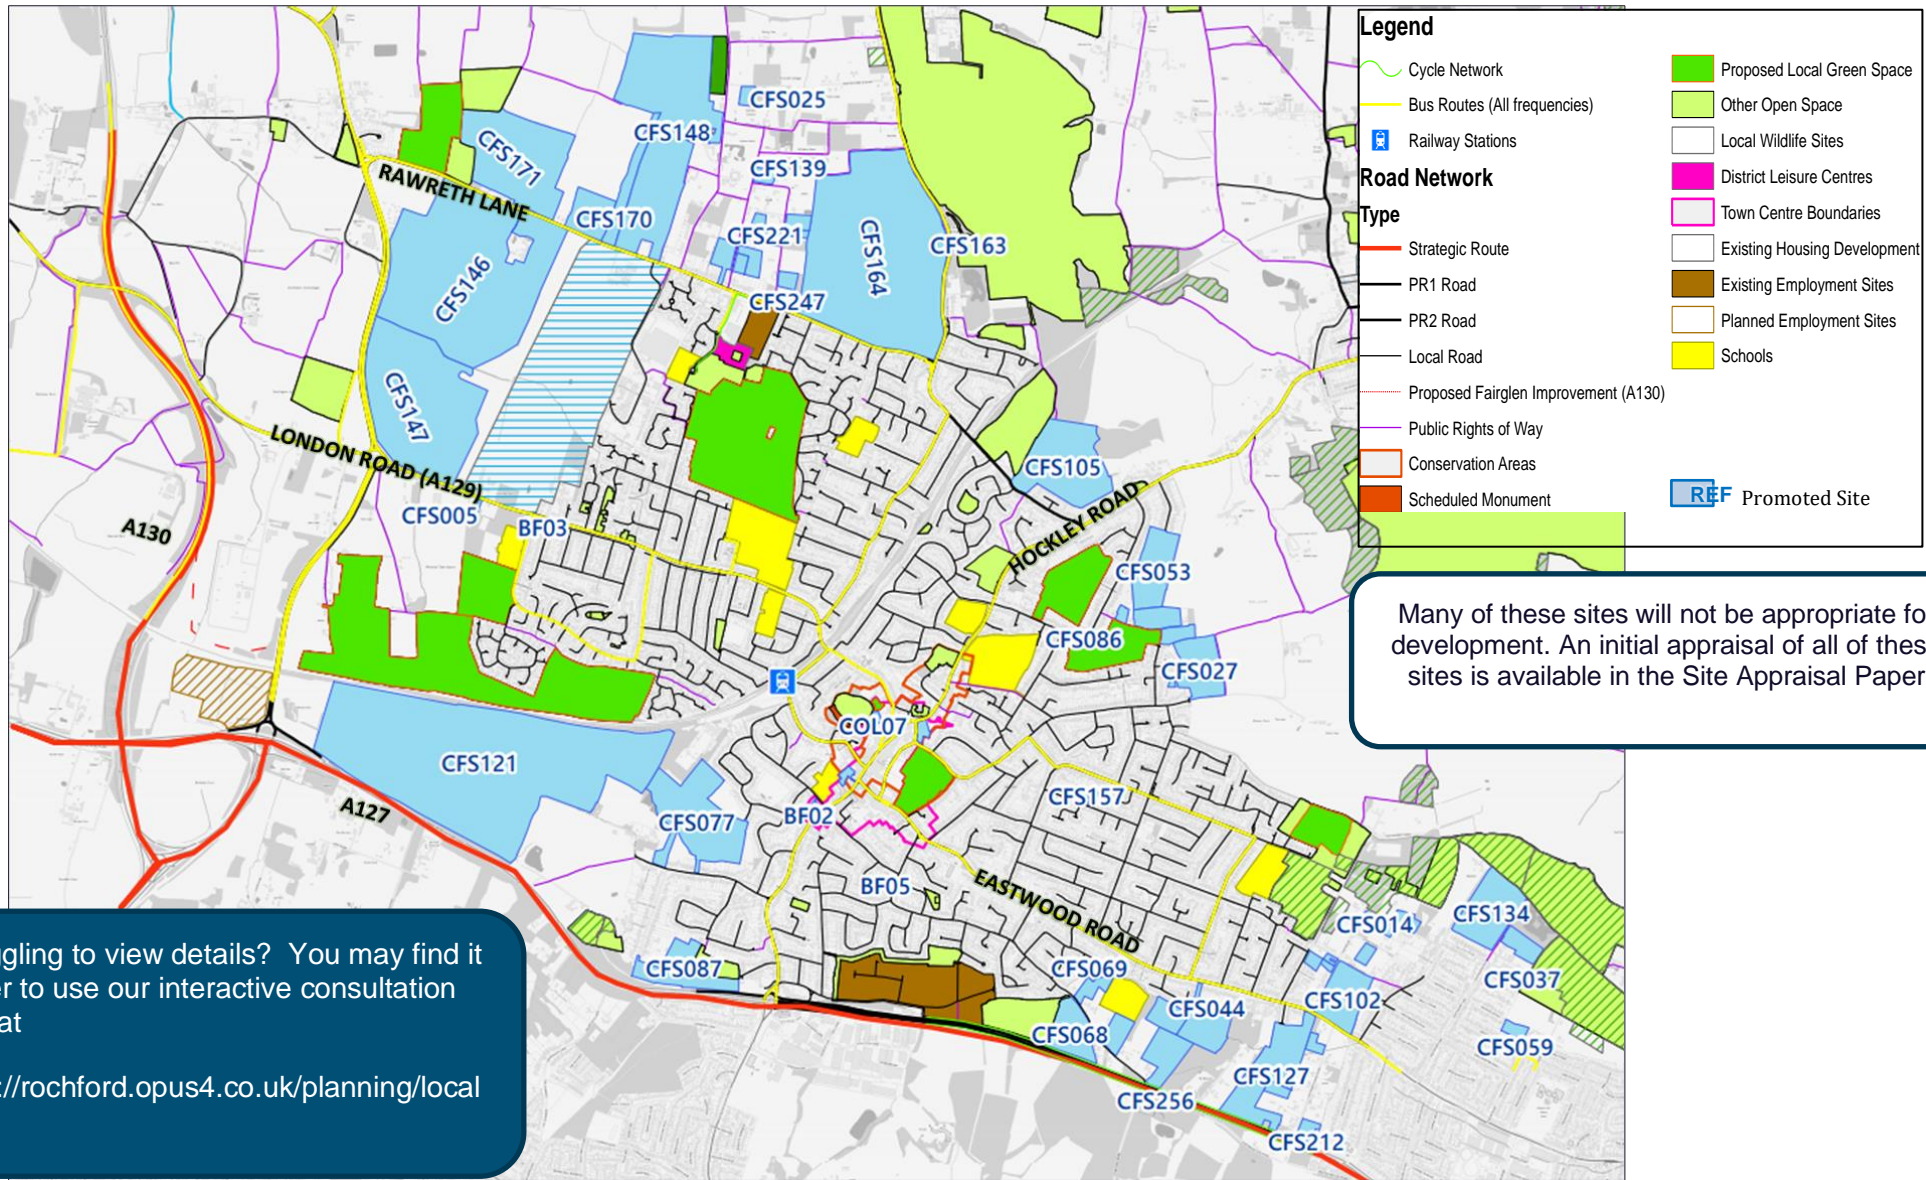 Legend
Cycle Network
Bus Routes (All frequencies)
Railway Stations
Road Network
Type
Strategic Route
PR1 Road
PR2 Road
Local Road
Proposed Fairglen Improvement (A130)
Public Rights of Way
Conservation Areas
Scheduled Monument
Proposed Local Green Space
Other Open Space
Local Wildlife Sites
District Leisure Centres
Town Centre Boundaries
Existing Housing Development
Existing Employment Sites
Planned Employment Sites
Schools
REF Promoted Site
CFS025
CFS148
CFS171
CFS139
RAWRETH LANE
CFS170
CFS221
CFS164
CFS163
CFS146
CFS247
CFS147
LONDON ROAD (A129)
CFS105
HOCKLEY ROAD
CFS005
BF03
A130
CFS053
CFS086
CFS027
COL07
CFS121
A127
CFS077
BF02
CFS157
BF05
EASTWOOD ROAD
CFS014
CFS134
CFS087
CFS069
CFS037
CFS044
CFS102
CFS068
CFS059
CFS127
CFS256
CFS212
Many of these sites will not be appropriate fo
development. An initial appraisal of all of thes
sites is available in the Site Appraisal Paper
gling to view details? You may find it
er to use our interactive consultation
at
://rochford.opus4.co.uk/planning/local